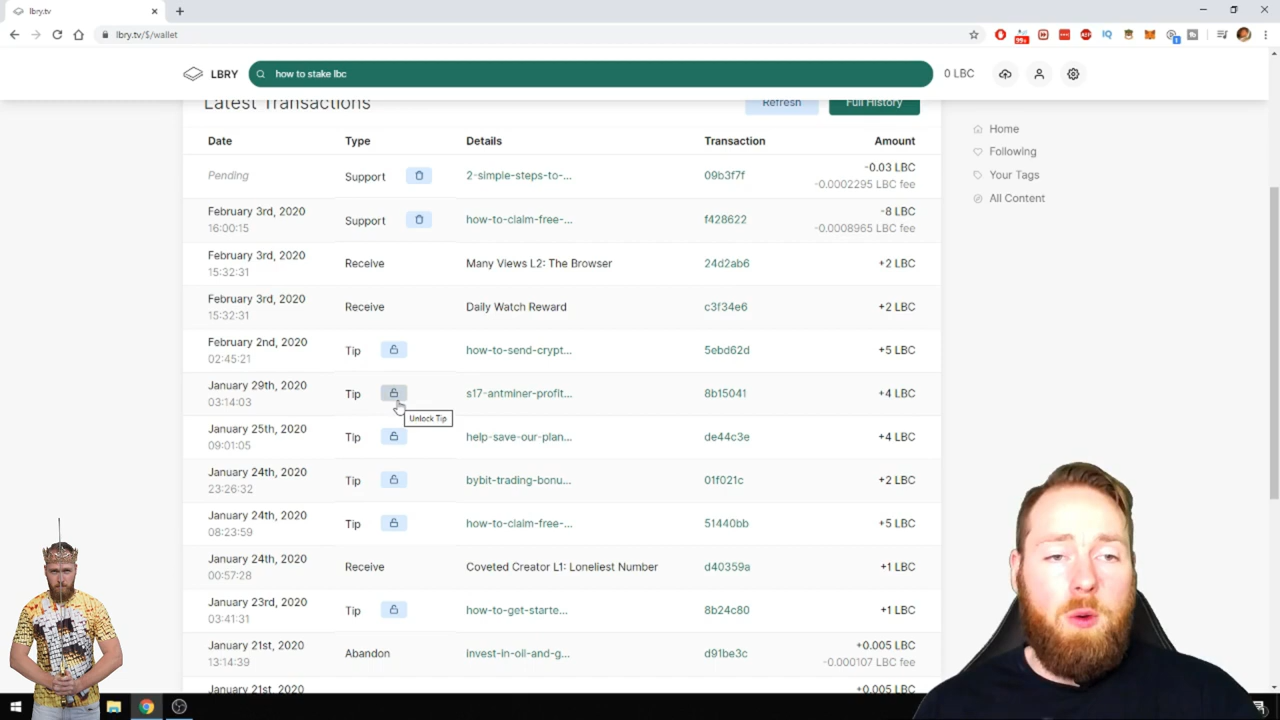 lbry.tv
lbry.tv/$/wallet
99+
IQ
1
LBRY
how to stake lbc
0 LBC
Latest Transactions
Refresh
Full History
Home
Following
Your Tags
All Content
Date Type Details Transaction Amount
Pending Support 2-simple-steps-to-... 09b3f7f -0.03 LBC
-0.0002295 LBC fee
February 3rd, 2020 Support how-to-claim-free-... f428622 -8 LBC
16:00:15 -0.0008965 LBC fee
February 3rd, 2020 Receive Many Views L2: The Browser 24d2ab6 +2 LBC
15:32:31
February 3rd, 2020 Receive Daily Watch Reward c3f34e6 +2 LBC
15:32:31
February 2nd, 2020 Tip how-to-send-crypt... 5ebd62d +5 LBC
02:45:21
January 29th, 2020 Tip s17-antminer-profit... 8b15041 +4 LBC
03:14:03
Unlock Tip
January 25th, 2020 Tip help-save-our-plan... de44c3e +4 LBC
09:01:05
January 24th, 2020 Tip bybit-trading-bonu... 01f021c +2 LBC
23:26:32
January 24th, 2020 Tip how-to-claim-free-... 51440bb +5 LBC
08:23:59
January 24th, 2020 Receive Coveted Creator L1: Loneliest Number d40359a +1 LBC
00:57:28
January 23rd, 2020 Tip how-to-get-starte... 8b24c80 +1 LBC
03:41:31
January 21st, 2020 Abandon invest-in-oil-and-g... d91be3c +0.005 LBC
13:14:39 -0.000107 LBC fee
January 21st, 2020 +0.005 LBC